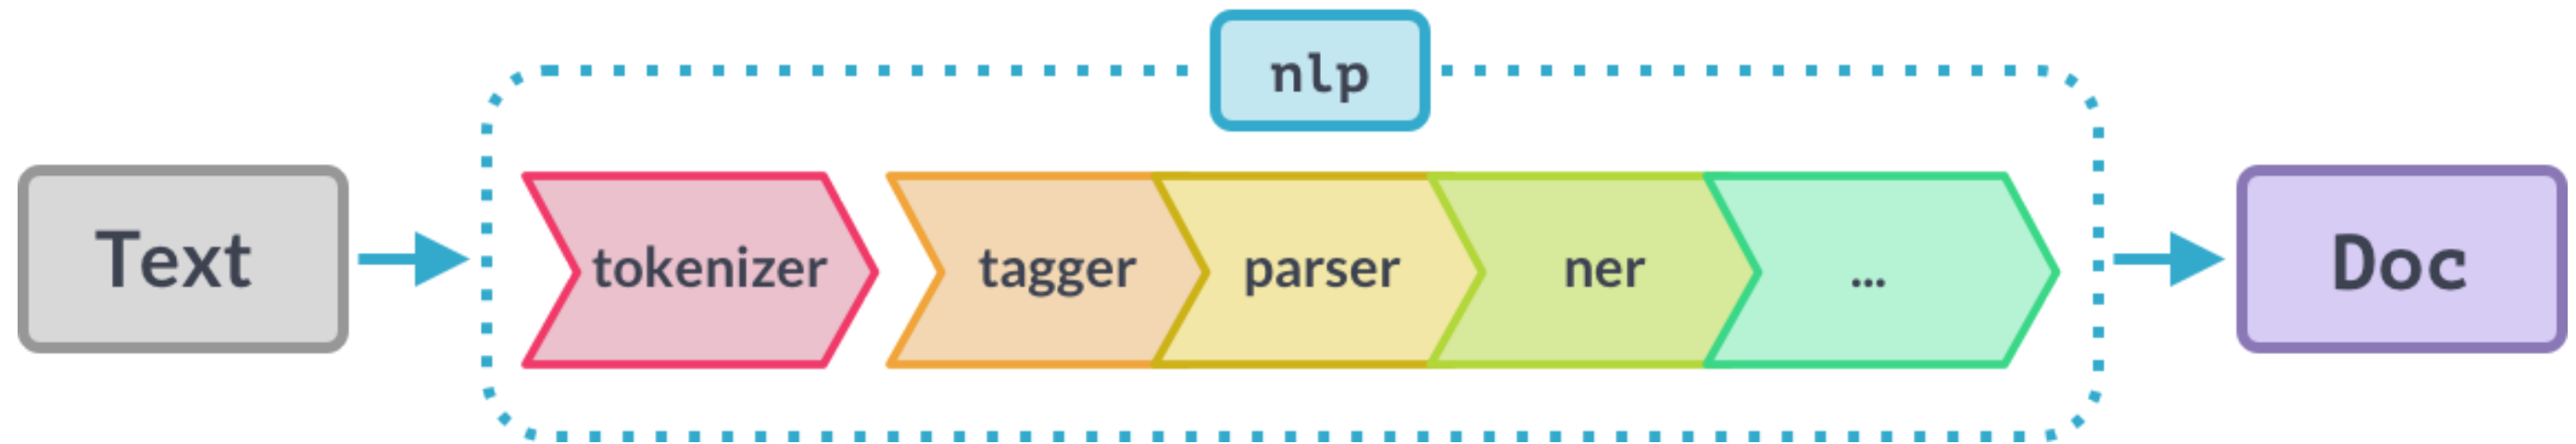 nlp
Text
tokenizer
tagger
parser
ner
...
Doc